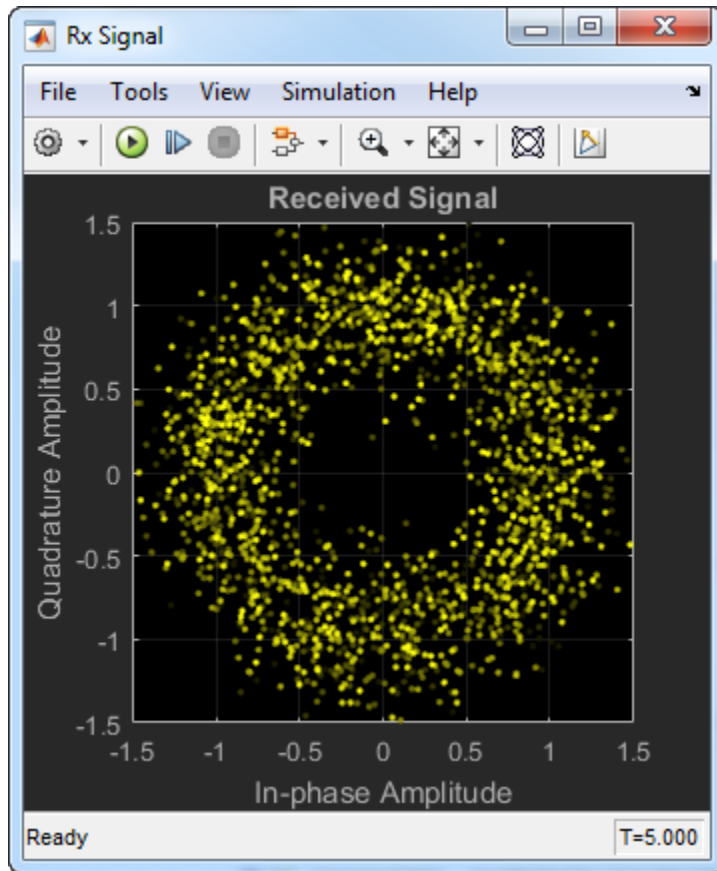 Rx Signal
File Tools View Simulation Help
Received Signal
1.5
1
0.5
0
-0.5
-1
-1.5
Quadrature Amplitude
-1.5 -1 -0.5 0 0.5 1 1.5
In-phase Amplitude
Ready T=5.000